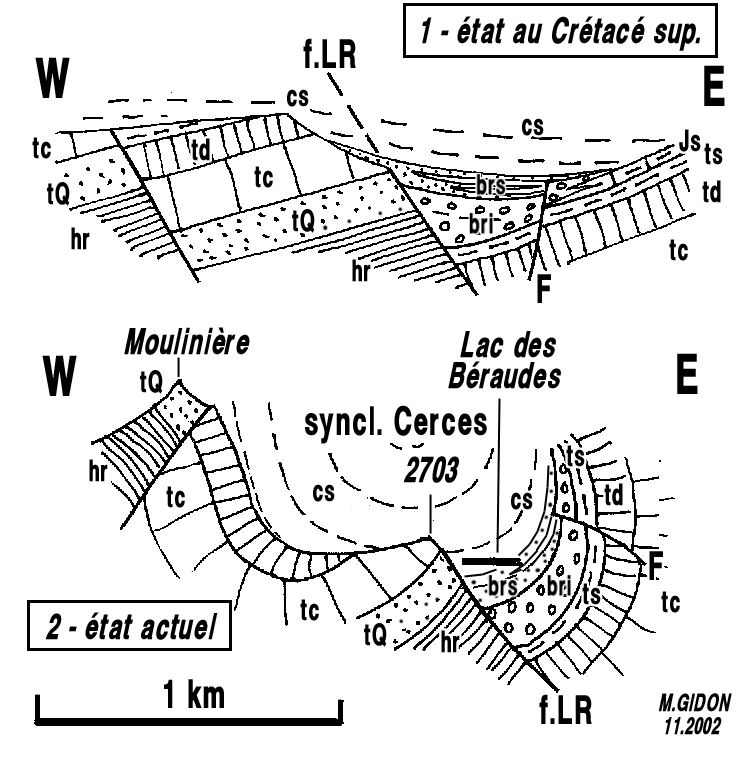 1 - état au Crétacé sup.
f.LR
W
E
cs
cs
tc
td
Js
ts
tQ
tc
brs
td
hr
tQ
bri
tc
hr
F
Moulinière
Lac des
Béraudes
W
E
tQ
syncl. Cerces
2703
hr
tc
cs
cs
ts
td
brs
bri
ts
F
tc
tc
tQ
hr
2 - état actuel
1 km
f.LR
M.GIDON
11.2002